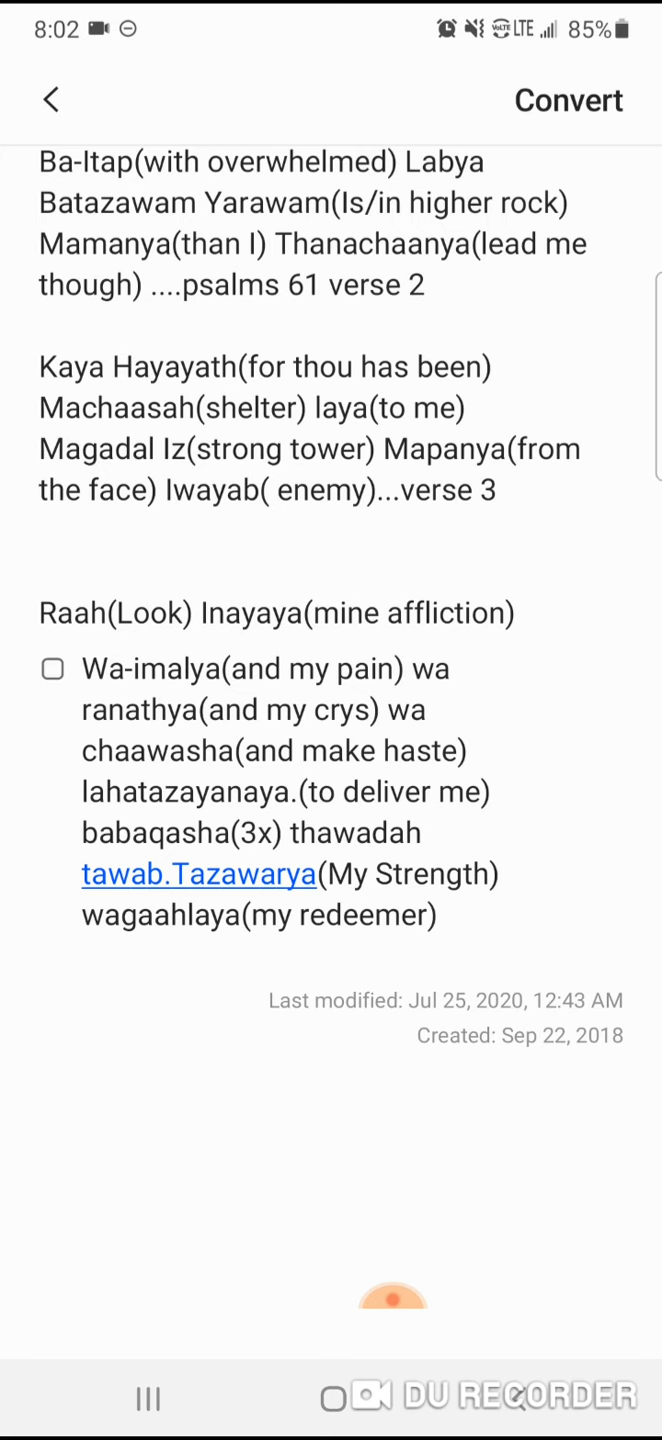 8:02 LTE 85%
Convert
Ba-Itap(with overwhelmed) Labya
Batazawam Yarawam(Is/in higher rock)
Mamanya(than I) Thanachaanya(lead me
though) ....psalms 61 verse 2
Kaya Hayayath(for thou has been)
Machaasah(shelter) laya(to me)
Magadal Iz(strong tower) Mapanya(from
the face) Iwayab( enemy)...verse 3
Raah(Look) Inayaya(mine affliction)
Wa-imalya(and my pain) wa
ranathya(and my crys) wa
chaawasha(and make haste)
lahatazayanaya.(to deliver me)
babaqasha(3x) thawadah
tawab.Tazawarya(My Strength)
wagaahlaya(my redeemer)
Last modified: Jul 25, 2020, 12:43 AM
Created: Sep 22, 2018
DU RECORDER